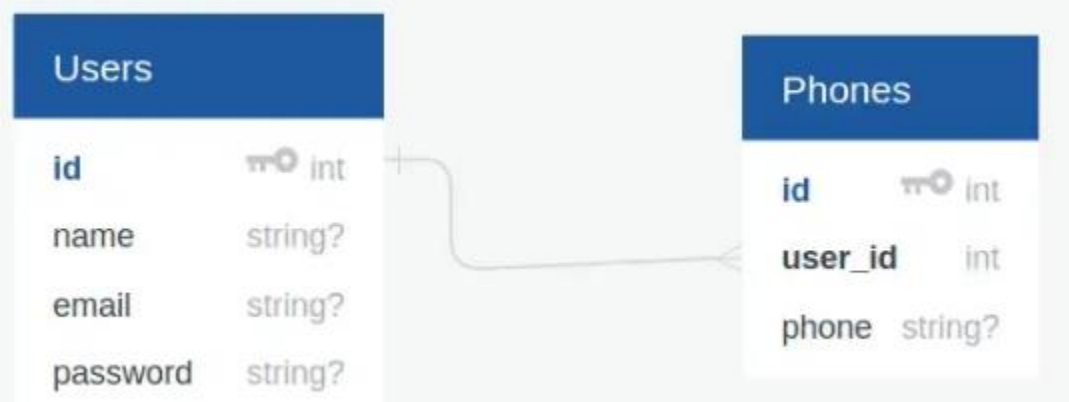 Users
id int
name string?
email string?
password string?
Phones
id int
user_id int
phone string?